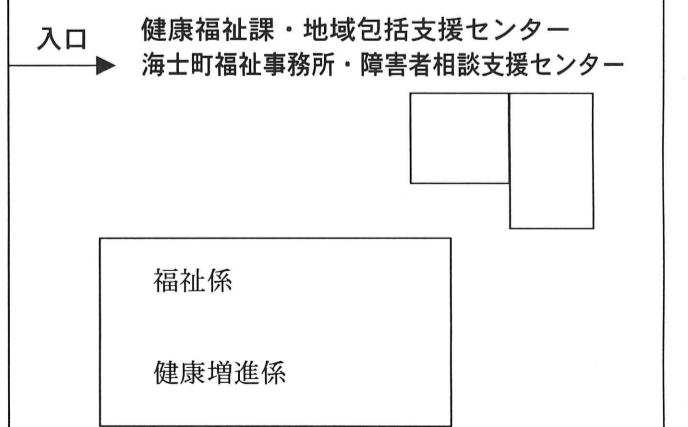 入口
健康福祉課・地域包括支援センター
海士町福祉事務所・障害者相談支援センター
福祉係
健康増進係